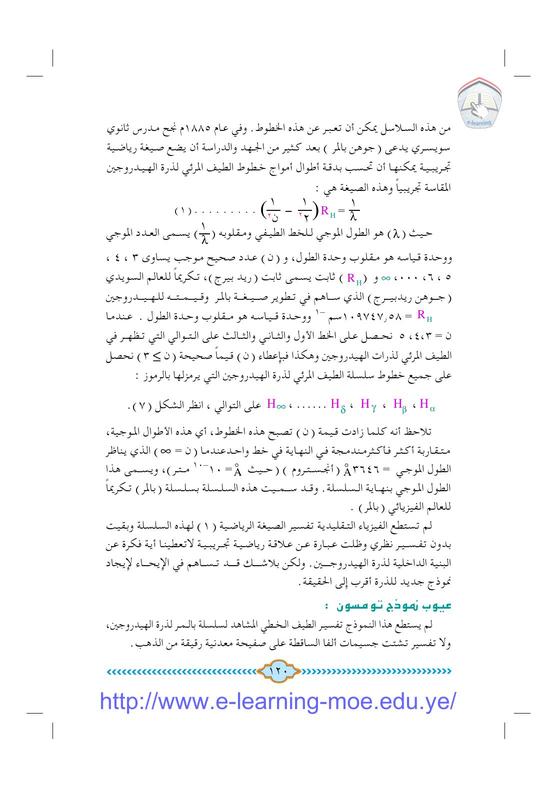 e-learning
من هذه السلاسل يمكن أن تعبر عن هذه الخطوط. وفي عام ١٨٨٥م نجح مدرس ثانوي
سويسري يدعى (جوهن بالمر) بعد كثير من الجهد والدراسة أن يضع صيغة رياضية
تجريبية يمكنها أن تحسب بدقة أطوال أمواج خطوط الطيف المرئي لذرة الهيدروجين
المقاسة تجريبياً وهذه الصيغة هي :
١/λ = R_H (١/٢² − ١/ن²) . . . . . . . . . (١)
حيث (λ) هو الطول الموجي للخط الطيفي ومقلوبه (١/λ) يسمى العدد الموجي
ووحدة قياسه هو مقلوب وحدة الطول، و (ن) عدد صحيح موجب يساوى ٣ ، ٤ ،
٥ ، ٦، ٠٠٠، ∞ و (R_H) ثابت يسمى ثابت (ريد بيرج)، تكريماً للعالم السويدي
(جوهن ريدبيرج) الذي ساهم في تطوير صيغة بالمر وقيمته للهيدروجين
R_H = ١٠٩٧٤٧٫٥٨سم⁻¹ ووحدة قياسه هو مقلوب وحدة الطول . عندما
ن = ٣،٤، ٥ نحصل على الخط الأول والثاني والثالث على التوالي التي تظهر في
الطيف المرئي لذرات الهيدروجين وهكذا فبإعطاء (ن) قيماً صحيحة (ن ≥ ٣) نحصل
على جميع خطوط سلسلة الطيف المرئي لذرة الهيدروجين التي يرمزلها بالرموز :
Hα ، Hβ ، Hγ ، Hδ ...... ، H∞ على التوالي ، انظر الشكل (٧).
تلاحظ أنه كلما زادت قيمة (ن) تصبح هذه الخطوط، أي هذه الأطوال الموجية،
متقاربة أكثر فأكثرمندمجة في النهاية في خط واحدعندما (ن = ∞) الذي يناظر
الطول الموجي = ٣٦٤٦Å (أنجستروم) (حيث Å = ١٠⁻¹⁰ متر)، ويسمى هذا
الطول الموجي بنهاية السلسلة. وقد سميت هذه السلسلة بسلسلة (بالمر) تكريماً
للعالم الفيزيائي (بالمر) .
لم تستطع الفيزياء التقليدية تفسير الصيغة الرياضية (١) لهذه السلسلة وبقيت
بدون تفسير نظري وظلت عبارة عن علاقة رياضية تجريبية لاتعطينا أية فكرة عن
البنية الداخلية لذرة الهيدروجين. ولكن بلاشك قد تساهم في الإيحاء لإيجاد
نموذج جديد للذرة أقرب إلى الحقيقة.
عيوب نموذج تومسون :
لم يستطع هذا النموذج تفسير الطيف الخطي المشاهد لسلسلة بالمر لذرة الهيدروجين،
ولا تفسير تشتت جسيمات ألفا الساقطة على صفيحة معدنية رقيقة من الذهب.
١٢٠
http://www.e-learning-moe.edu.ye/